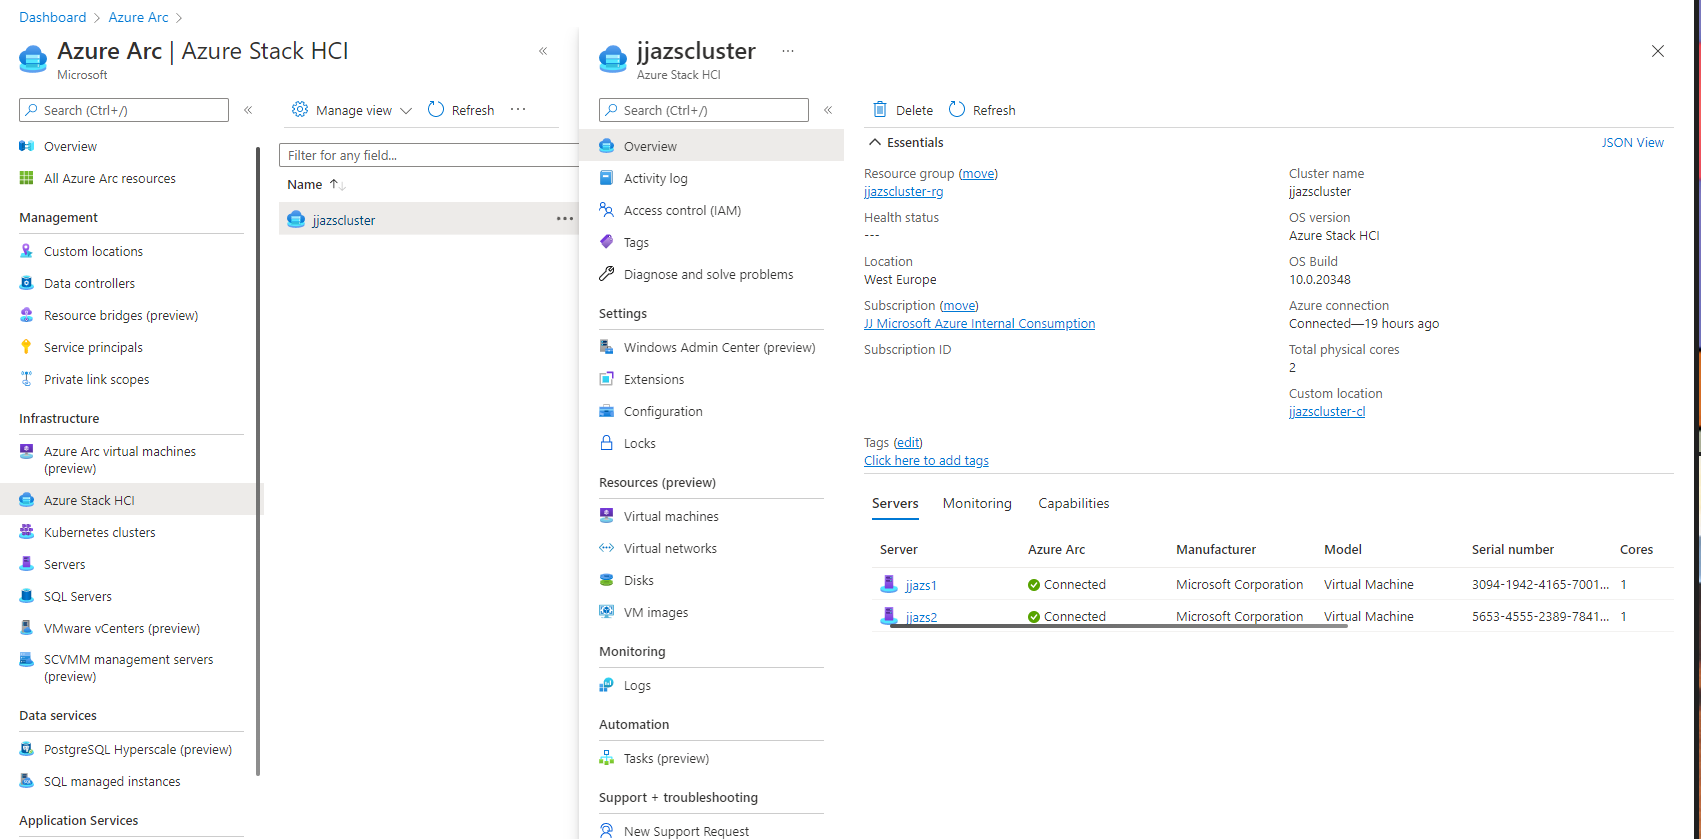 Dashboard > Azure Arc >
Azure Arc | Azure Stack HCI
Microsoft
Search (Ctrl+/)
Overview
All Azure Arc resources
Management
Custom locations
Data controllers
Resource bridges (preview)
Service principals
Private link scopes
Infrastructure
Azure Arc virtual machines
(preview)
Azure Stack HCI
Kubernetes clusters
Servers
SQL Servers
VMware vCenters (preview)
SCVMM management servers
(preview)
Data services
PostgreSQL Hyperscale (preview)
SQL managed instances
Application Services
Manage view
Refresh
Filter for any field...
Name
jjazscluster
jjazscluster
Azure Stack HCI
Search (Ctrl+/)
Overview
Activity log
Access control (IAM)
Tags
Diagnose and solve problems
Settings
Windows Admin Center (preview)
Extensions
Configuration
Locks
Resources (preview)
Virtual machines
Virtual networks
Disks
VM images
Monitoring
Logs
Automation
Tasks (preview)
Support + troubleshooting
New Support Request
Delete
Refresh
Essentials
JSON View
Resource group (move)
jjazscluster-rg
Health status
---
Location
West Europe
Subscription (move)
JJ Microsoft Azure Internal Consumption
Subscription ID
Cluster name
jjazscluster
OS version
Azure Stack HCI
OS Build
10.0.20348
Azure connection
Connected—19 hours ago
Total physical cores
2
Custom location
jjazscluster-cl
Tags (edit)
Click here to add tags
Servers Monitoring Capabilities
Server Azure Arc Manufacturer Model Serial number Cores
jjazs1 Connected Microsoft Corporation Virtual Machine 3094-1942-4165-7001... 1
jjazs2 Connected Microsoft Corporation Virtual Machine 5653-4555-2389-7841... 1